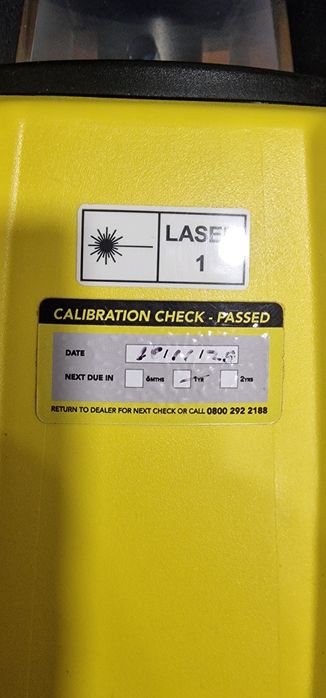 LASER
1
CALIBRATION CHECK - PASSED
DATE
NEXT DUE IN 6MTHS 1YR 2YRS
RETURN TO DEALER FOR NEXT CHECK OR CALL 0800 292 2188